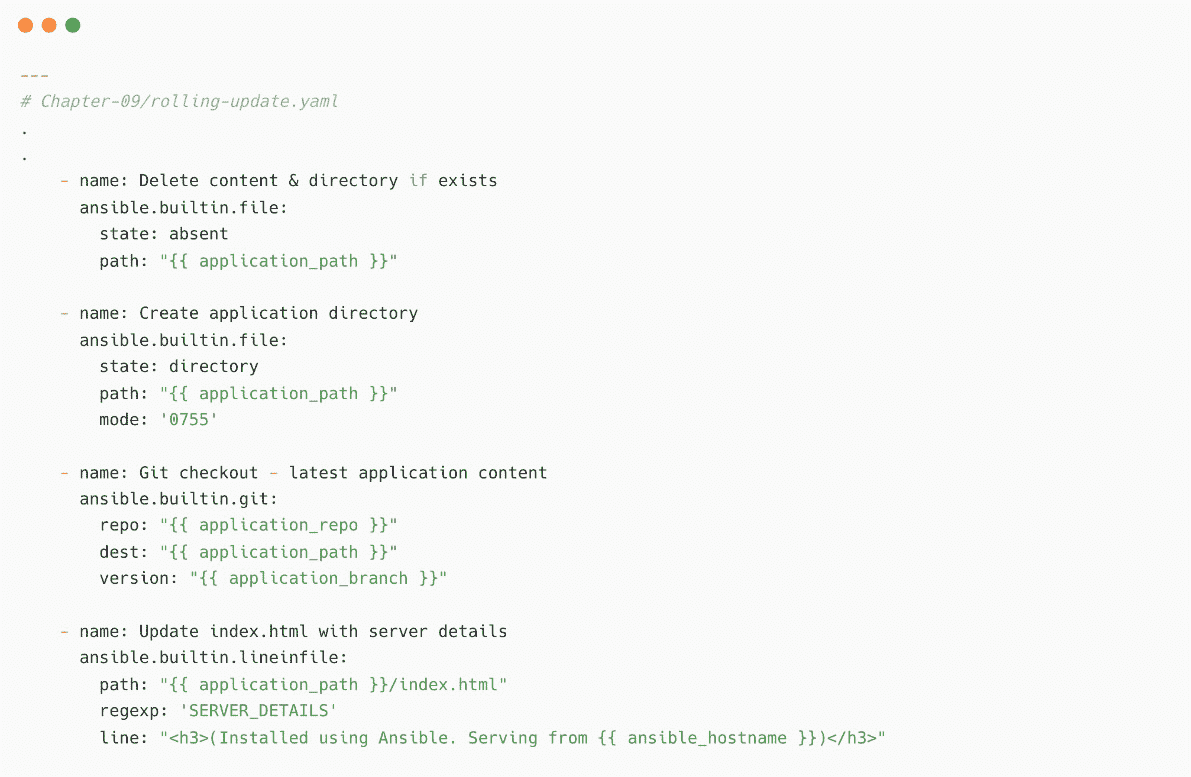 ---
# Chapter-09/rolling-update.yaml
.
.
    - name: Delete content & directory if exists
      ansible.builtin.file:
        state: absent
        path: "{{ application_path }}"

    - name: Create application directory
      ansible.builtin.file:
        state: directory
        path: "{{ application_path }}"
        mode: '0755'

    - name: Git checkout - latest application content
      ansible.builtin.git:
        repo: "{{ application_repo }}"
        dest: "{{ application_path }}"
        version: "{{ application_branch }}"

    - name: Update index.html with server details
      ansible.builtin.lineinfile:
        path: "{{ application_path }}/index.html"
        regexp: 'SERVER_DETAILS'
        line: "<h3>(Installed using Ansible. Serving from {{ ansible_hostname }})</h3>"